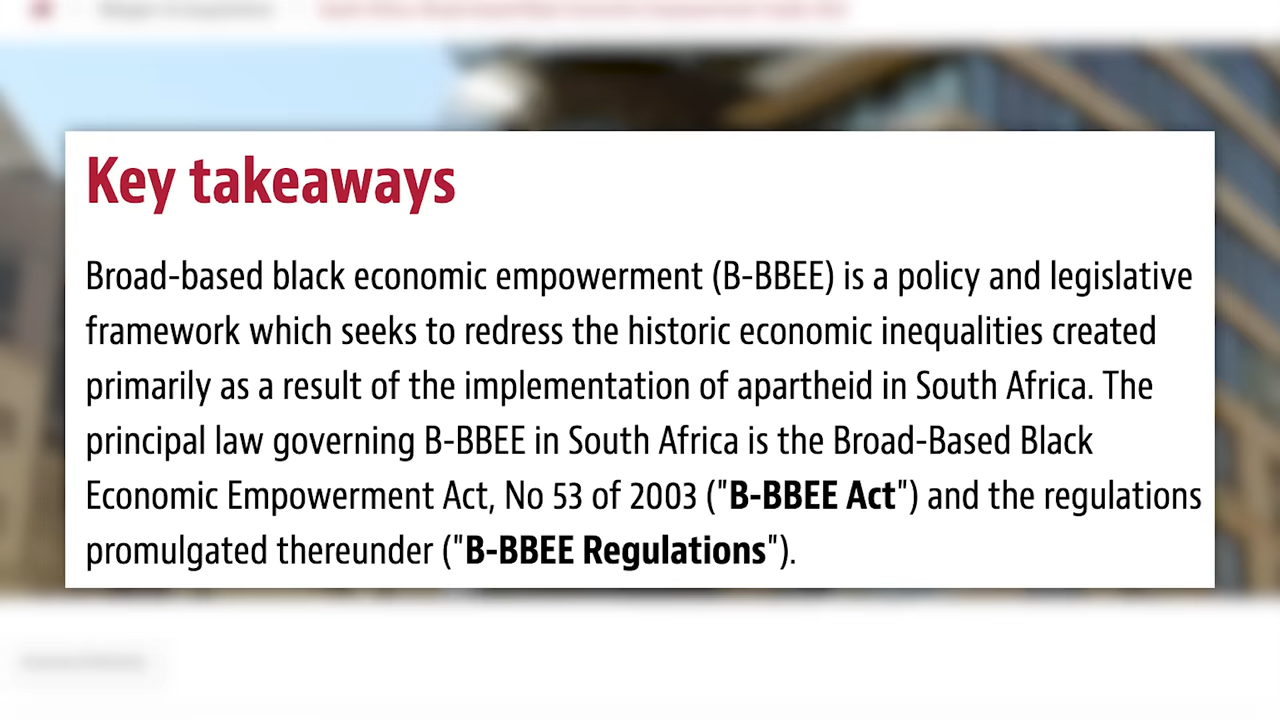 Key takeaways
Broad-based black economic empowerment (B-BBEE) is a policy and legislative
framework which seeks to redress the historic economic inequalities created
primarily as a result of the implementation of apartheid in South Africa. The
principal law governing B-BBEE in South Africa is the Broad-Based Black
Economic Empowerment Act, No 53 of 2003 ("B-BBEE Act") and the regulations
promulgated thereunder ("B-BBEE Regulations").